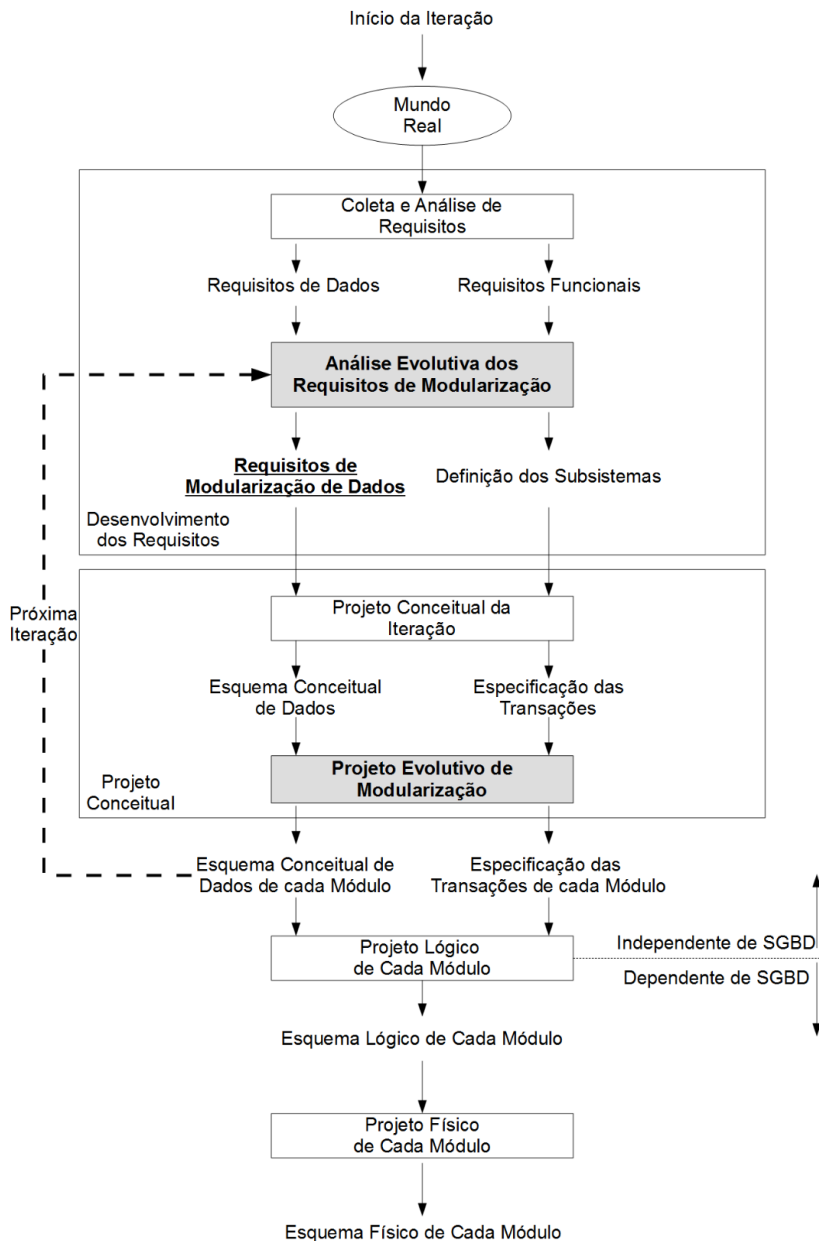 Início da Iteração
Mundo
Real
Coleta e Análise de
Requisitos
Requisitos de Dados
Requisitos Funcionais
Análise Evolutiva dos
Requisitos de Modularização
Requisitos de
Modularização de Dados
Definição dos Subsistemas
Desenvolvimento
dos Requisitos
Próxima
Iteração
Projeto Conceitual da
Iteração
Esquema Conceitual
de Dados
Especificação das
Transações
Projeto Evolutivo de
Modularização
Projeto
Conceitual
Esquema Conceitual de
Dados de cada Módulo
Especificação das
Transações de cada Módulo
Projeto Lógico
de Cada Módulo
Independente de SGBD
Dependente de SGBD
Esquema Lógico de Cada Módulo
Projeto Físico
de Cada Módulo
Esquema Físico de Cada Módulo